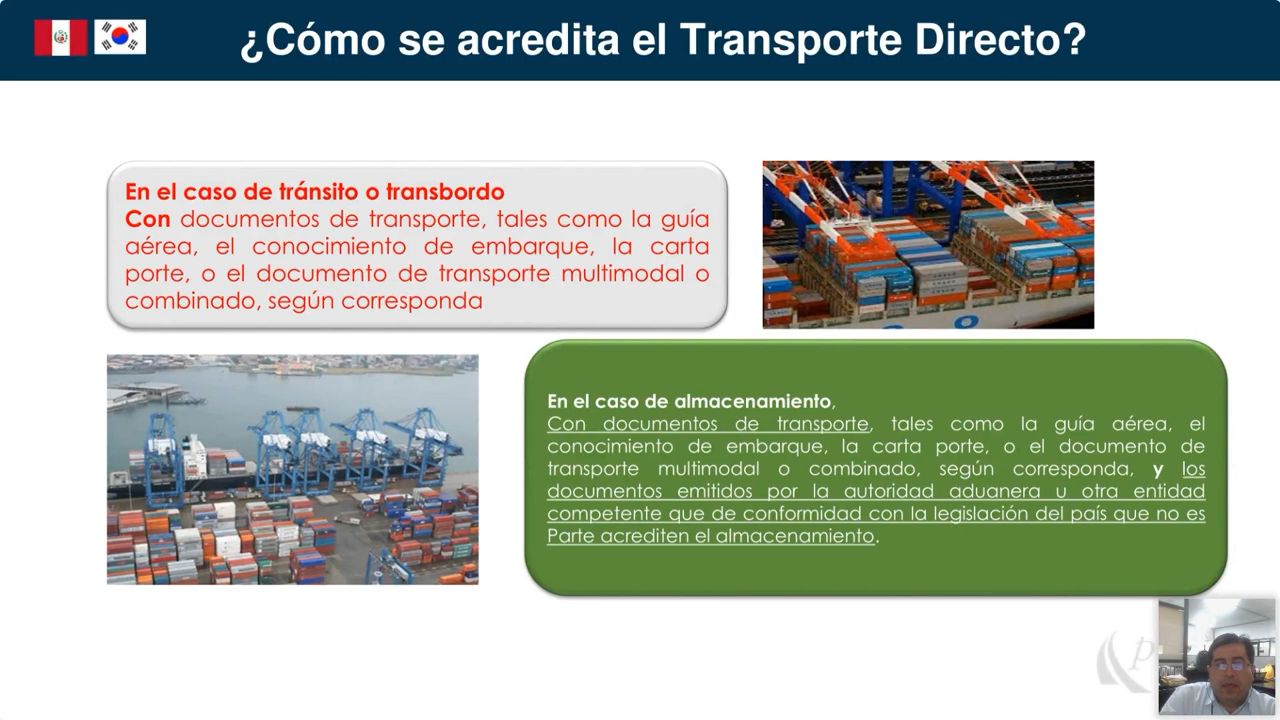 ¿Cómo se acredita el Transporte Directo?
En el caso de tránsito o transbordo
Con documentos de transporte, tales como la guía
aérea, el conocimiento de embarque, la carta
porte, o el documento de transporte multimodal o
combinado, según corresponda
En el caso de almacenamiento,
Con documentos de transporte, tales como la guía aérea, el
conocimiento de embarque, la carta porte, o el documento de
transporte multimodal o combinado, según corresponda, y los
documentos emitidos por la autoridad aduanera u otra entidad
competente que de conformidad con la legislación del país que no es
Parte acrediten el almacenamiento.